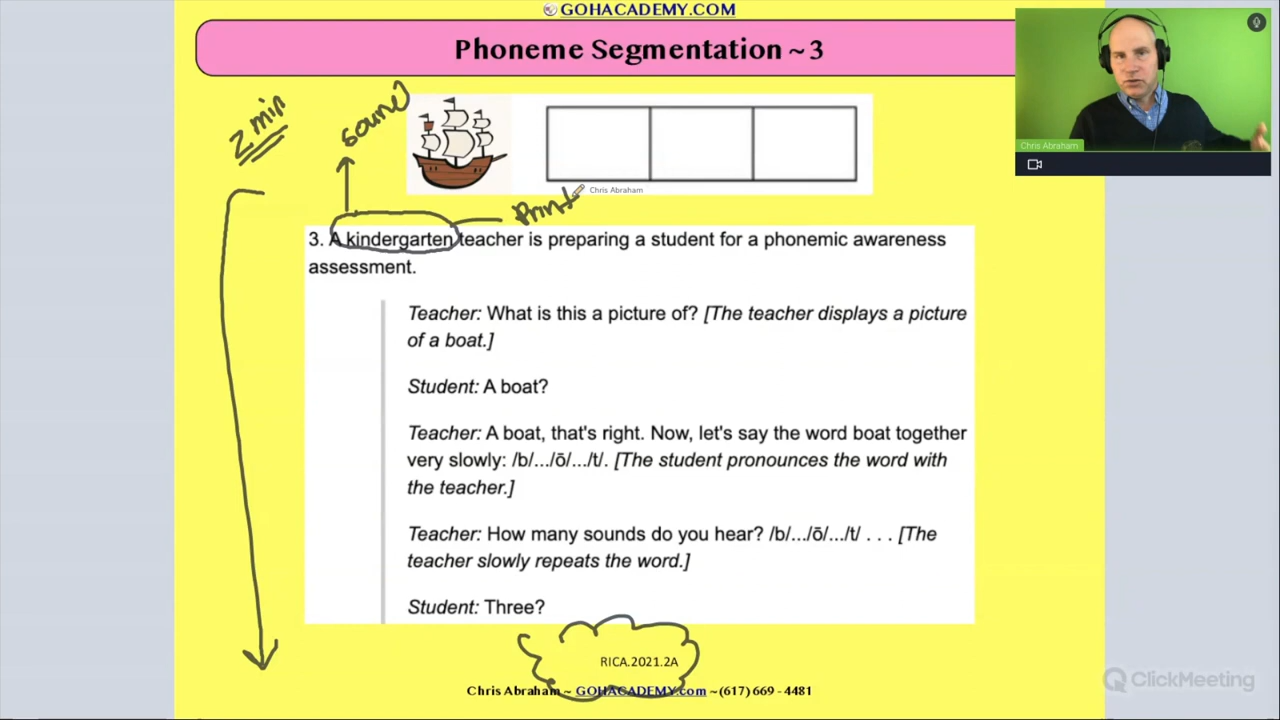 GOHACADEMY.COM
Phoneme Segmentation ~ 3
2 min
sound
Chris Abraham
Chris Abraham
Print
3. A kindergarten teacher is preparing a student for a phonemic awareness
assessment.
Teacher: What is this a picture of? [The teacher displays a picture
of a boat.]
Student: A boat?
Teacher: A boat, that's right. Now, let's say the word boat together
very slowly: /b/.../ō/.../t/. [The student pronounces the word with
the teacher.]
Teacher: How many sounds do you hear? /b/.../ō/.../t/ . . . [The
teacher slowly repeats the word.]
Student: Three?
RICA.2021.2A
Chris Abraham ~ GOHACADEMY.com ~(617) 669 - 4481
ClickMeeting